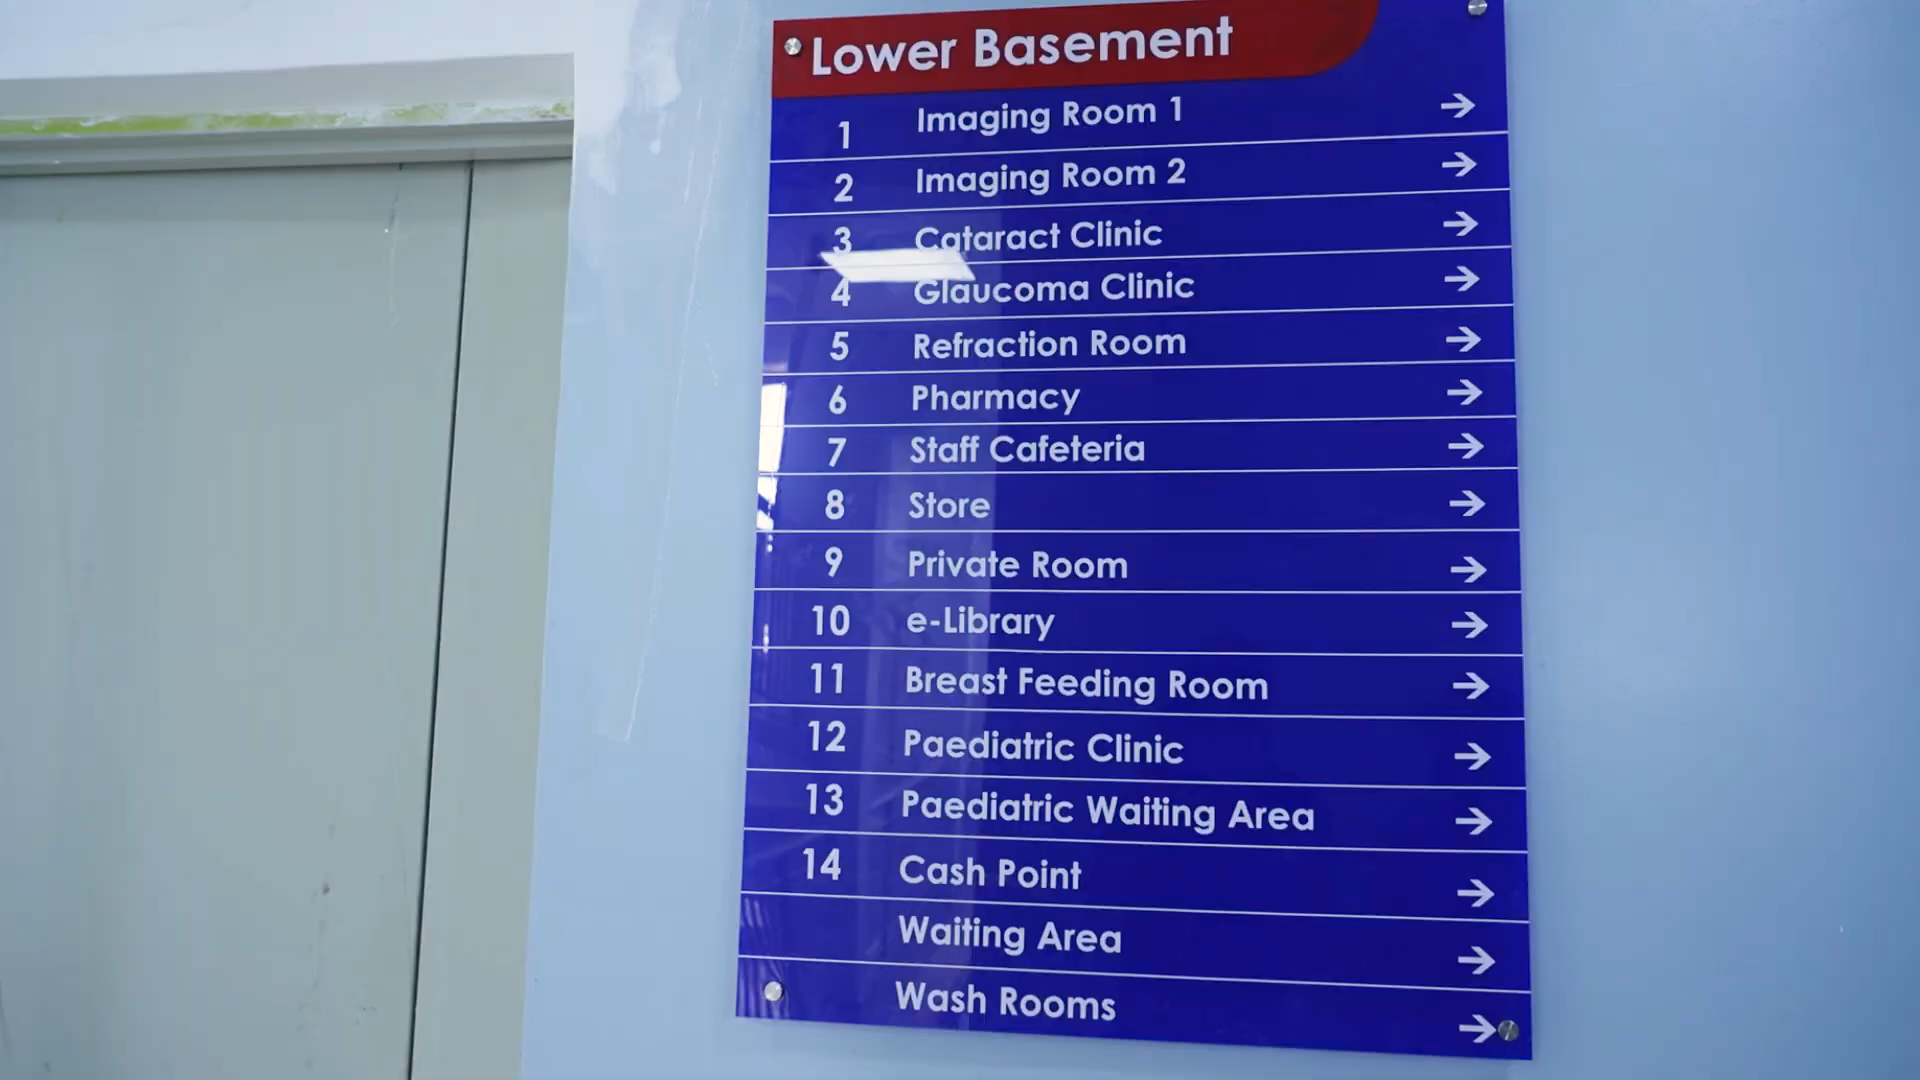 Lower Basement
1 Imaging Room 1 →
2 Imaging Room 2 →
3 Cataract Clinic →
4 Glaucoma Clinic →
5 Refraction Room →
6 Pharmacy →
7 Staff Cafeteria →
8 Store →
9 Private Room →
10 e-Library →
11 Breast Feeding Room →
12 Paediatric Clinic →
13 Paediatric Waiting Area →
14 Cash Point →
Waiting Area →
Wash Rooms →